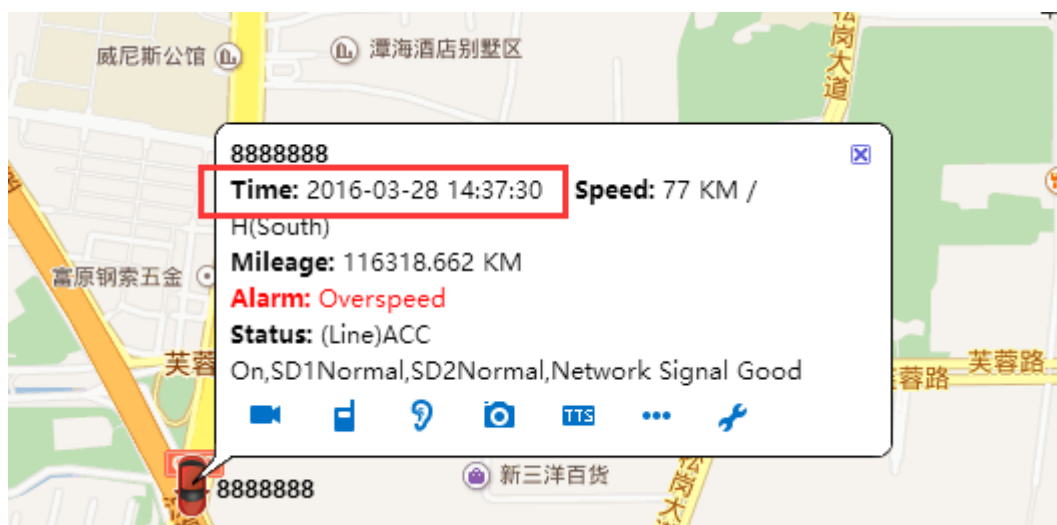 威尼斯公馆
潭海酒店别墅区
岗大道
8888888
Time: 2016-03-28 14:37:30 Speed: 77 KM /
H(South)
Mileage: 116318.662 KM
Alarm: Overspeed
Status: (Line)ACC
On,SD1Normal,SD2Normal,Network Signal Good
TTS
富原钢索五金
芙蓉
蓉路
芙蓉路
8888888
新三洋百货
岗大